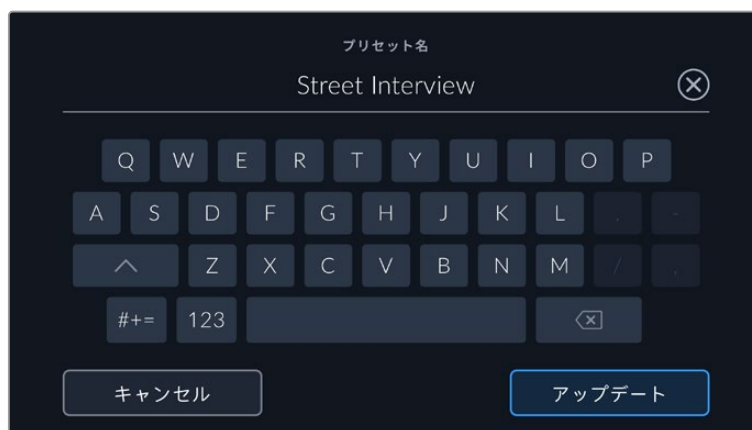 プリセット名
Street Interview
Q W E R T Y U I O P
A S D F G H J K L . -
Z X C V B N M / ,
#+= 123
キャンセル アップデート